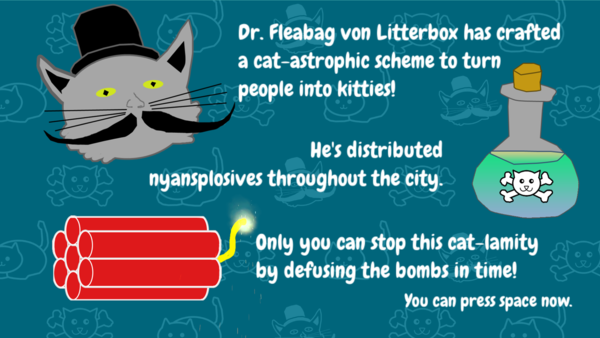 Dr. Fleabag von Litterbox has crafted
a cat-astrophic scheme to turn
people into kitties!
He's distributed
nyansplosives throughout the city.
Only you can stop this cat-lamity
by defusing the bombs in time!
You can press space now.